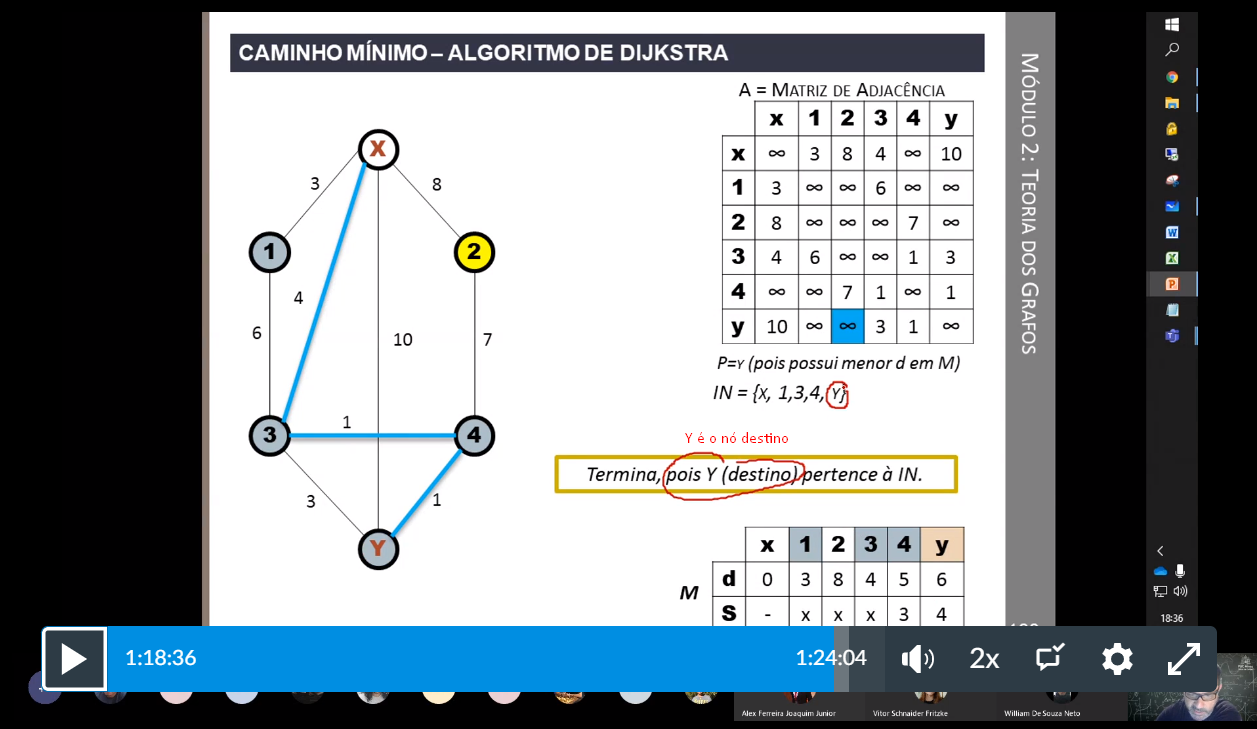 CAMINHO MÍNIMO – ALGORITMO DE DIJKSTRA
MÓDULO 2: TEORIA DOS GRAFOS
X
3
8
1
2
4
6
10
7
3
1
4
3
1
Y
A = MATRIZ DE ADJACÊNCIA
x 1 2 3 4 y
x ∞ 3 8 4 ∞ 10
1 3 ∞ ∞ 6 ∞ ∞
2 8 ∞ ∞ ∞ 7 ∞
3 4 6 ∞ ∞ 1 3
4 ∞ ∞ 7 1 ∞ 1
y 10 ∞ ∞ 3 1 ∞
P=Y (pois possui menor d em M)
IN = {X, 1,3,4, Y}
Y é o nó destino
Termina, pois Y (destino) pertence à IN.
x 1 2 3 4 y
M
d 0 3 8 4 5 6
S - x x x 3 4
18:36
1:18:36
1:24:04
2x
Alex Ferreira Joaquim Junior
Vitor Schnaider Fritzke
William De Souza Neto